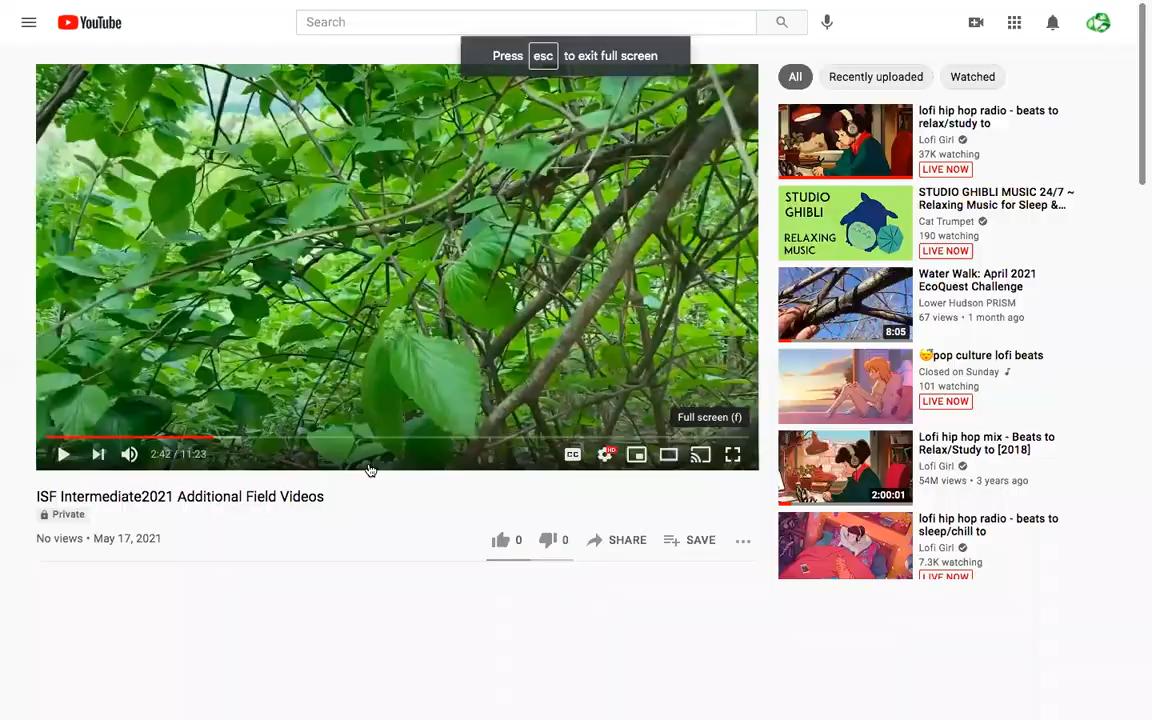 YouTube
Search
Press esc to exit full screen
All
Recently uploaded
Watched
Full screen (f)
2:42 / 11:23
CC
HD
ISF Intermediate2021 Additional Field Videos
Private
No views • May 17, 2021
0
0
SHARE
SAVE
lofi hip hop radio - beats to
relax/study to
Lofi Girl
37K watching
LIVE NOW
STUDIO
GHIBLI
RELAXING
MUSIC
STUDIO GHIBLI MUSIC 24/7 ~
Relaxing Music for Sleep &...
Cat Trumpet
190 watching
LIVE NOW
8:05
Water Walk: April 2021
EcoQuest Challenge
Lower Hudson PRISM
67 views • 1 month ago
😴pop culture lofi beats
Closed on Sunday ♪
101 watching
LIVE NOW
2:00:01
Lofi hip hop mix - Beats to
Relax/Study to [2018]
Lofi Girl
54M views • 3 years ago
lofi hip hop radio - beats to
sleep/chill to
Lofi Girl
7.3K watching
LIVE NOW